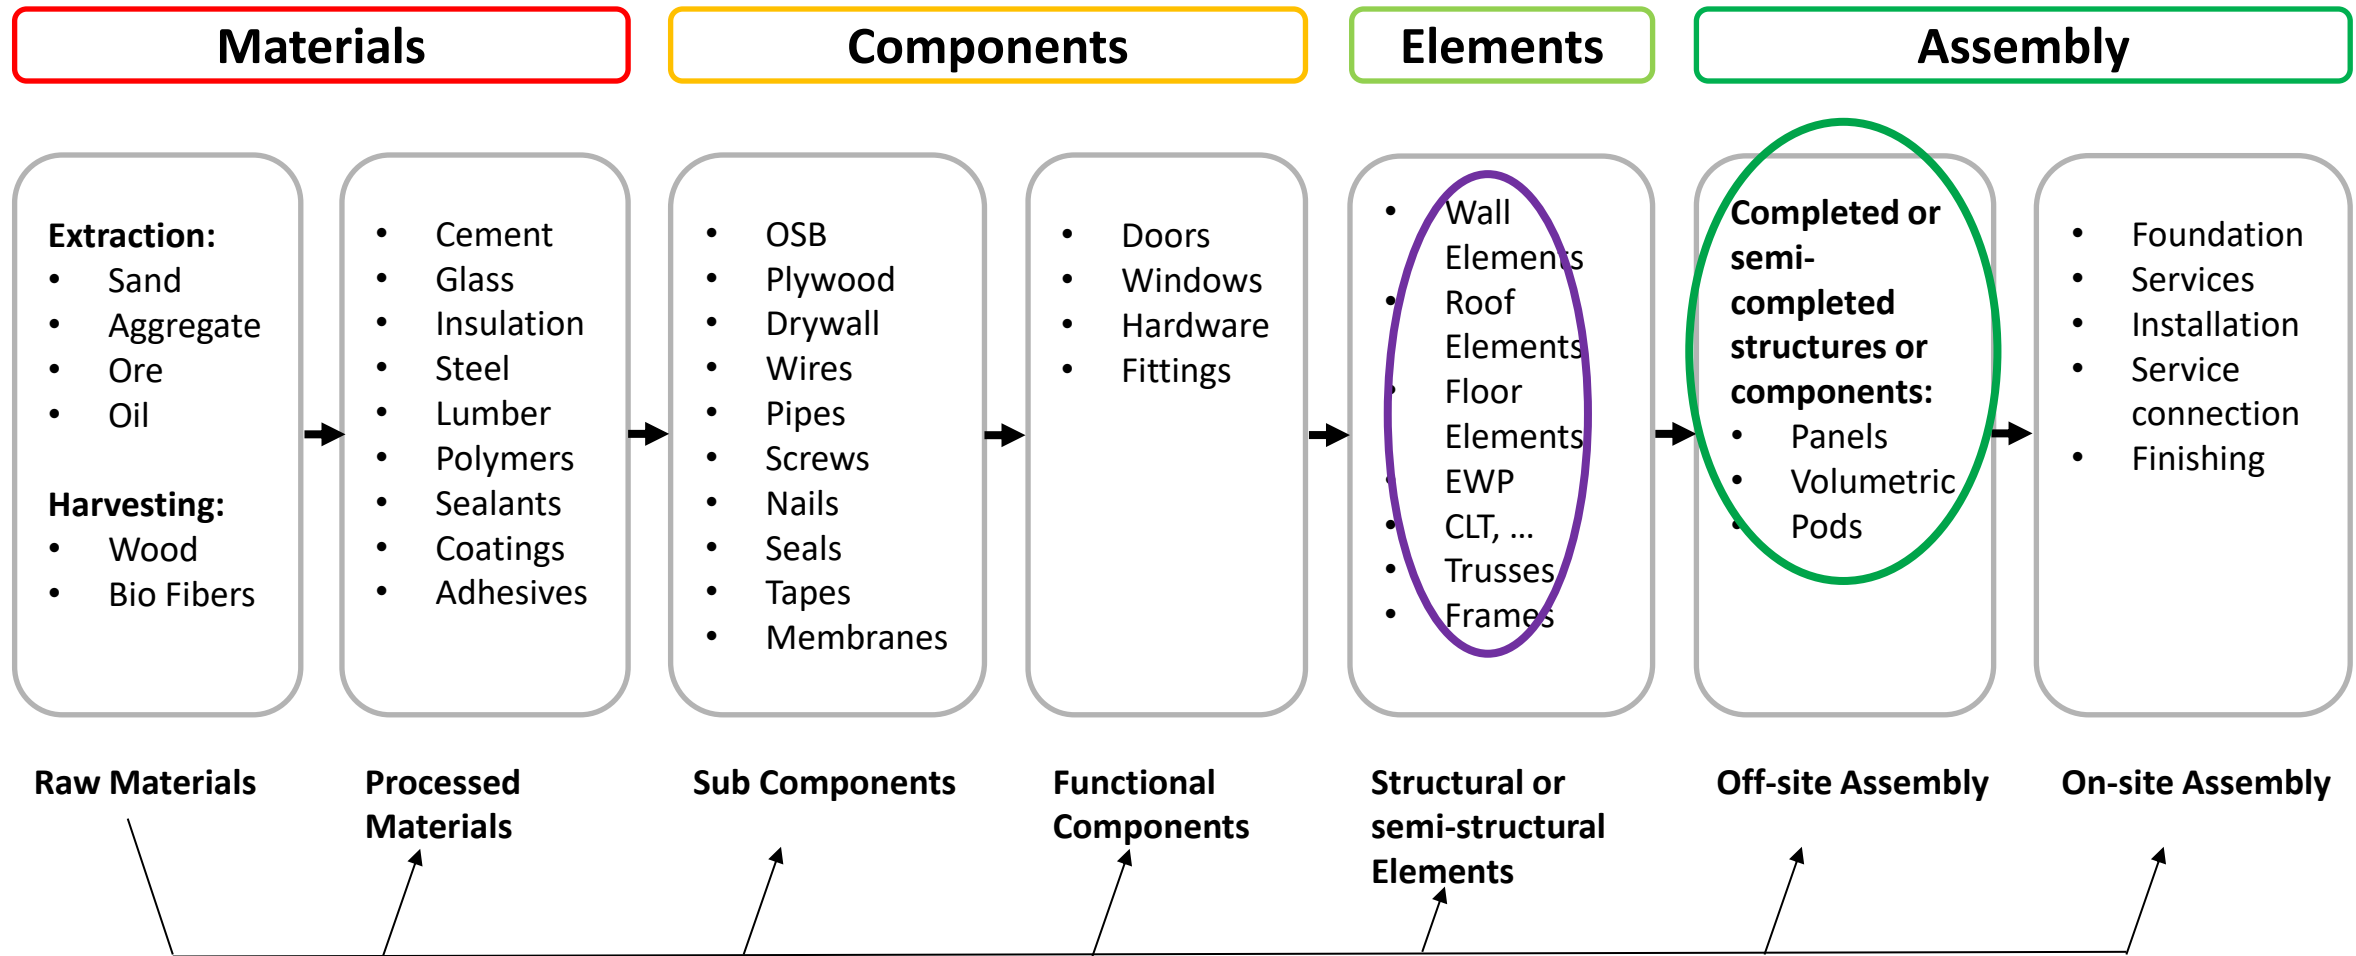 Materials
Components
Elements
Assembly
Extraction:
• Sand
• Aggregate
• Ore
• Oil
Harvesting:
• Wood
• Bio Fibers
• Cement
• Glass
• Insulation
• Steel
• Lumber
• Polymers
• Sealants
• Coatings
• Adhesives
• OSB
• Plywood
• Drywall
• Wires
• Pipes
• Screws
• Nails
• Seals
• Tapes
• Membranes
• Doors
• Windows
• Hardware
• Fittings
• Wall
Elements
• Roof
Elements
• Floor
Elements
• EWP
• CLT, ...
• Trusses
• Frames
Completed or
semi-
completed
structures or
components:
• Panels
• Volumetric
• Pods
• Foundation
• Services
• Installation
• Service
connection
• Finishing
Raw Materials
Processed
Materials
Sub Components
Functional
Components
Structural or
semi-structural
Elements
Off-site Assembly
On-site Assembly